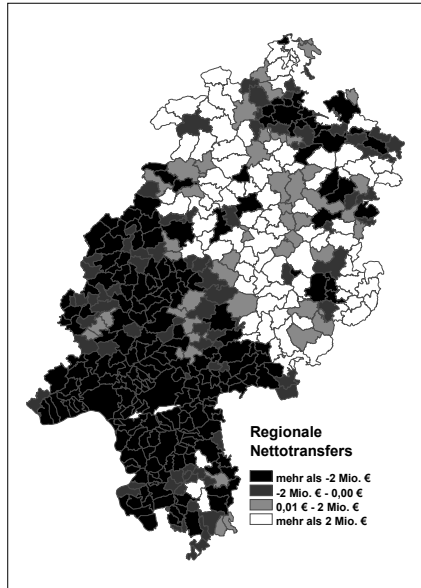 Regionale
Nettotransfers
mehr als -2 Mio. €
-2 Mio. € - 0,00 €
0,01 € - 2 Mio. €
mehr als 2 Mio. €